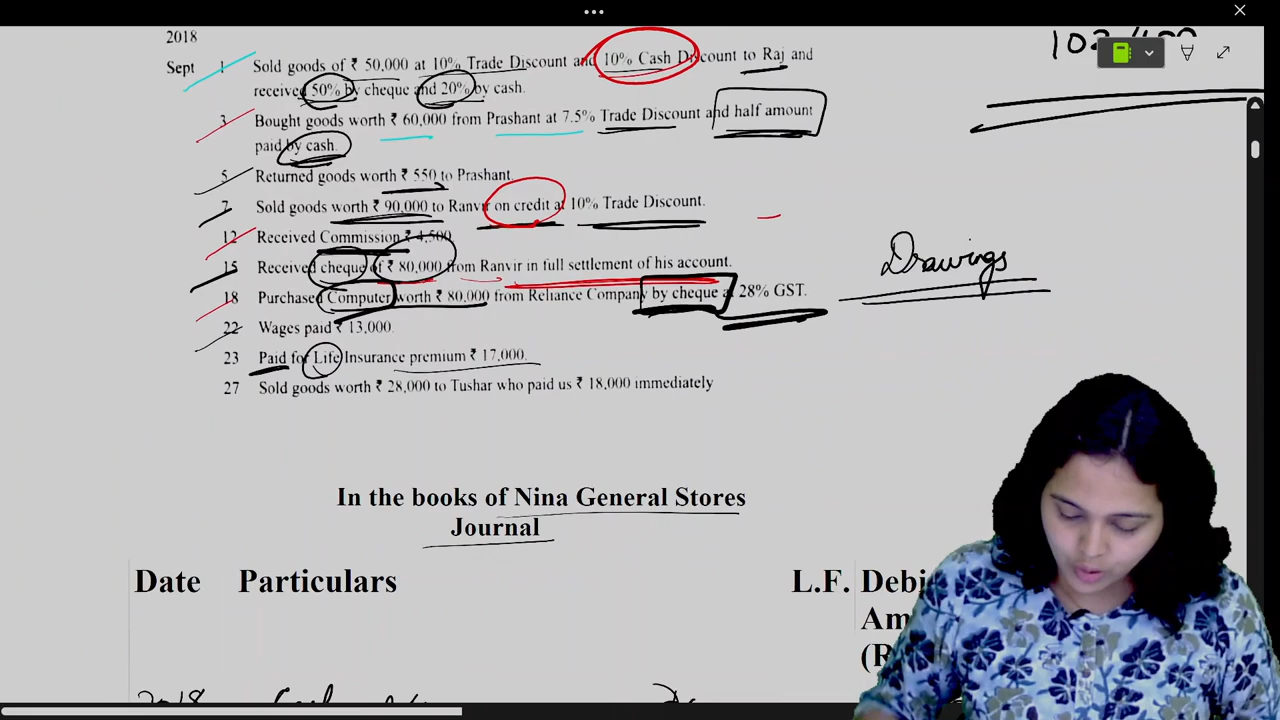 102,400
2018
Sept 1 Sold goods of ₹ 50,000 at 10% Trade Discount and 10% Cash Discount to Raj and
received 50% by cheque and 20% by cash.
3 Bought goods worth ₹ 60,000 from Prashant at 7.5% Trade Discount and half amount
paid by cash.
5 Returned goods worth ₹ 550 to Prashant.
7 Sold goods worth ₹ 90,000 to Ranvir on credit at 10% Trade Discount.
12 Received Commission ₹ 4,500.
15 Received cheque of ₹ 80,000 from Ranvir in full settlement of his account.
18 Purchased Computer worth ₹ 80,000 from Reliance Company by cheque at 28% GST.
Drawings
22 Wages paid ₹ 13,000.
23 Paid for Life Insurance premium ₹ 17,000.
27 Sold goods worth ₹ 28,000 to Tushar who paid us ₹ 18,000 immediately
In the books of Nina General Stores
Journal
Date Particulars L.F. Debi
Am
(R
2018 Cash